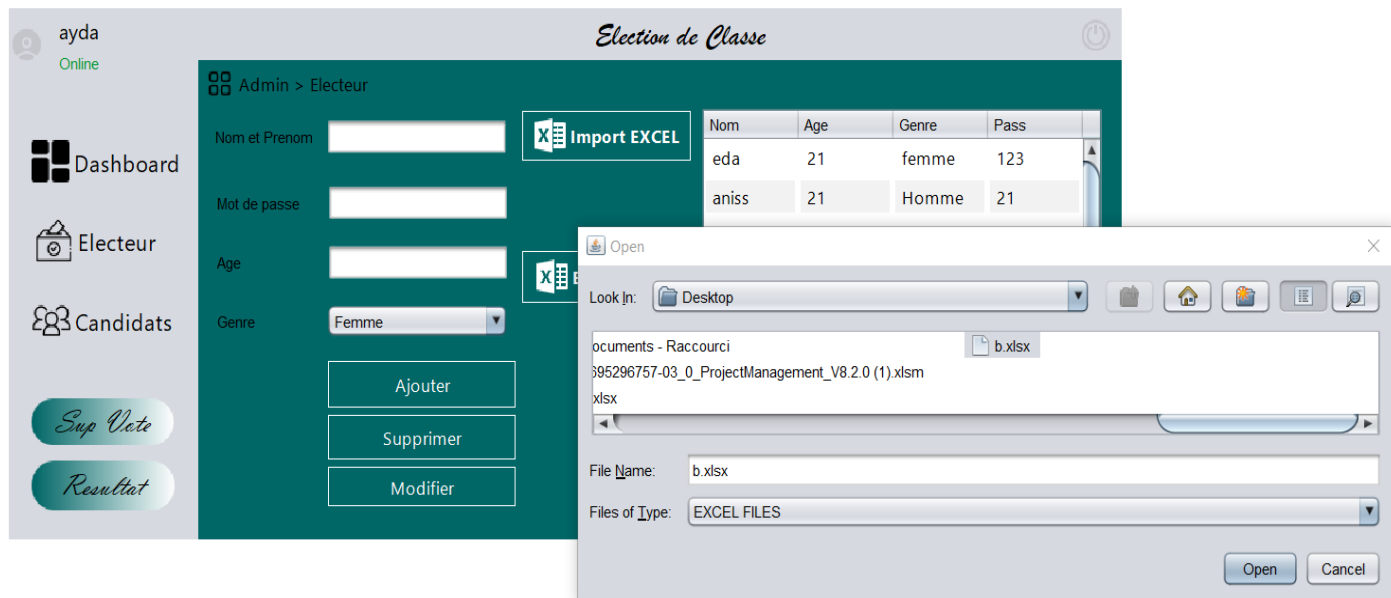 ayda
Online
Election de Classe
Dashboard
Electeur
Candidats
Sup Vote
Resultat
Admin > Electeur
Nom et Prenom
Mot de passe
Age
Genre
Femme
Ajouter
Supprimer
Modifier
Import EXCEL
Nom Age Genre Pass
eda 21 femme 123
aniss 21 Homme 21
Open
Look In: Desktop
ocuments - Raccourci
b.xlsx
695296757-03_0_ProjectManagement_V8.2.0 (1).xlsm
xlsx
File Name: b.xlsx
Files of Type: EXCEL FILES
Open
Cancel